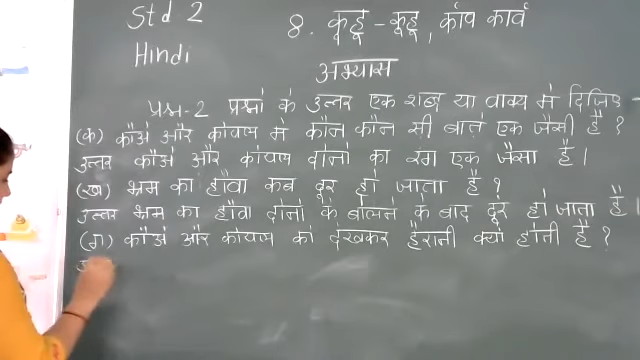 Std 2
Hindi
8. कूहू - कूहू, काँव कावं
अभ्यास
प्रश्न-2 प्रश्नों के उत्तर एक शब्द या वाक्य में दिजिए -
(क) कौअे और कोयल में कौन कौन सी बातें एक जैसी है ?
उत्तर कौअे और कोयल दोनो का रंग एक जैसा है ।
(ख) भ्रम का हौवा कब दूर हो जाता है ?
उत्तर भ्रम का हौवा दोनो के बोलने के बाद दूर हो जाता है ।
(ग) कौअे और कोयल को देखकर हैरानी क्यों होती है ?
उ